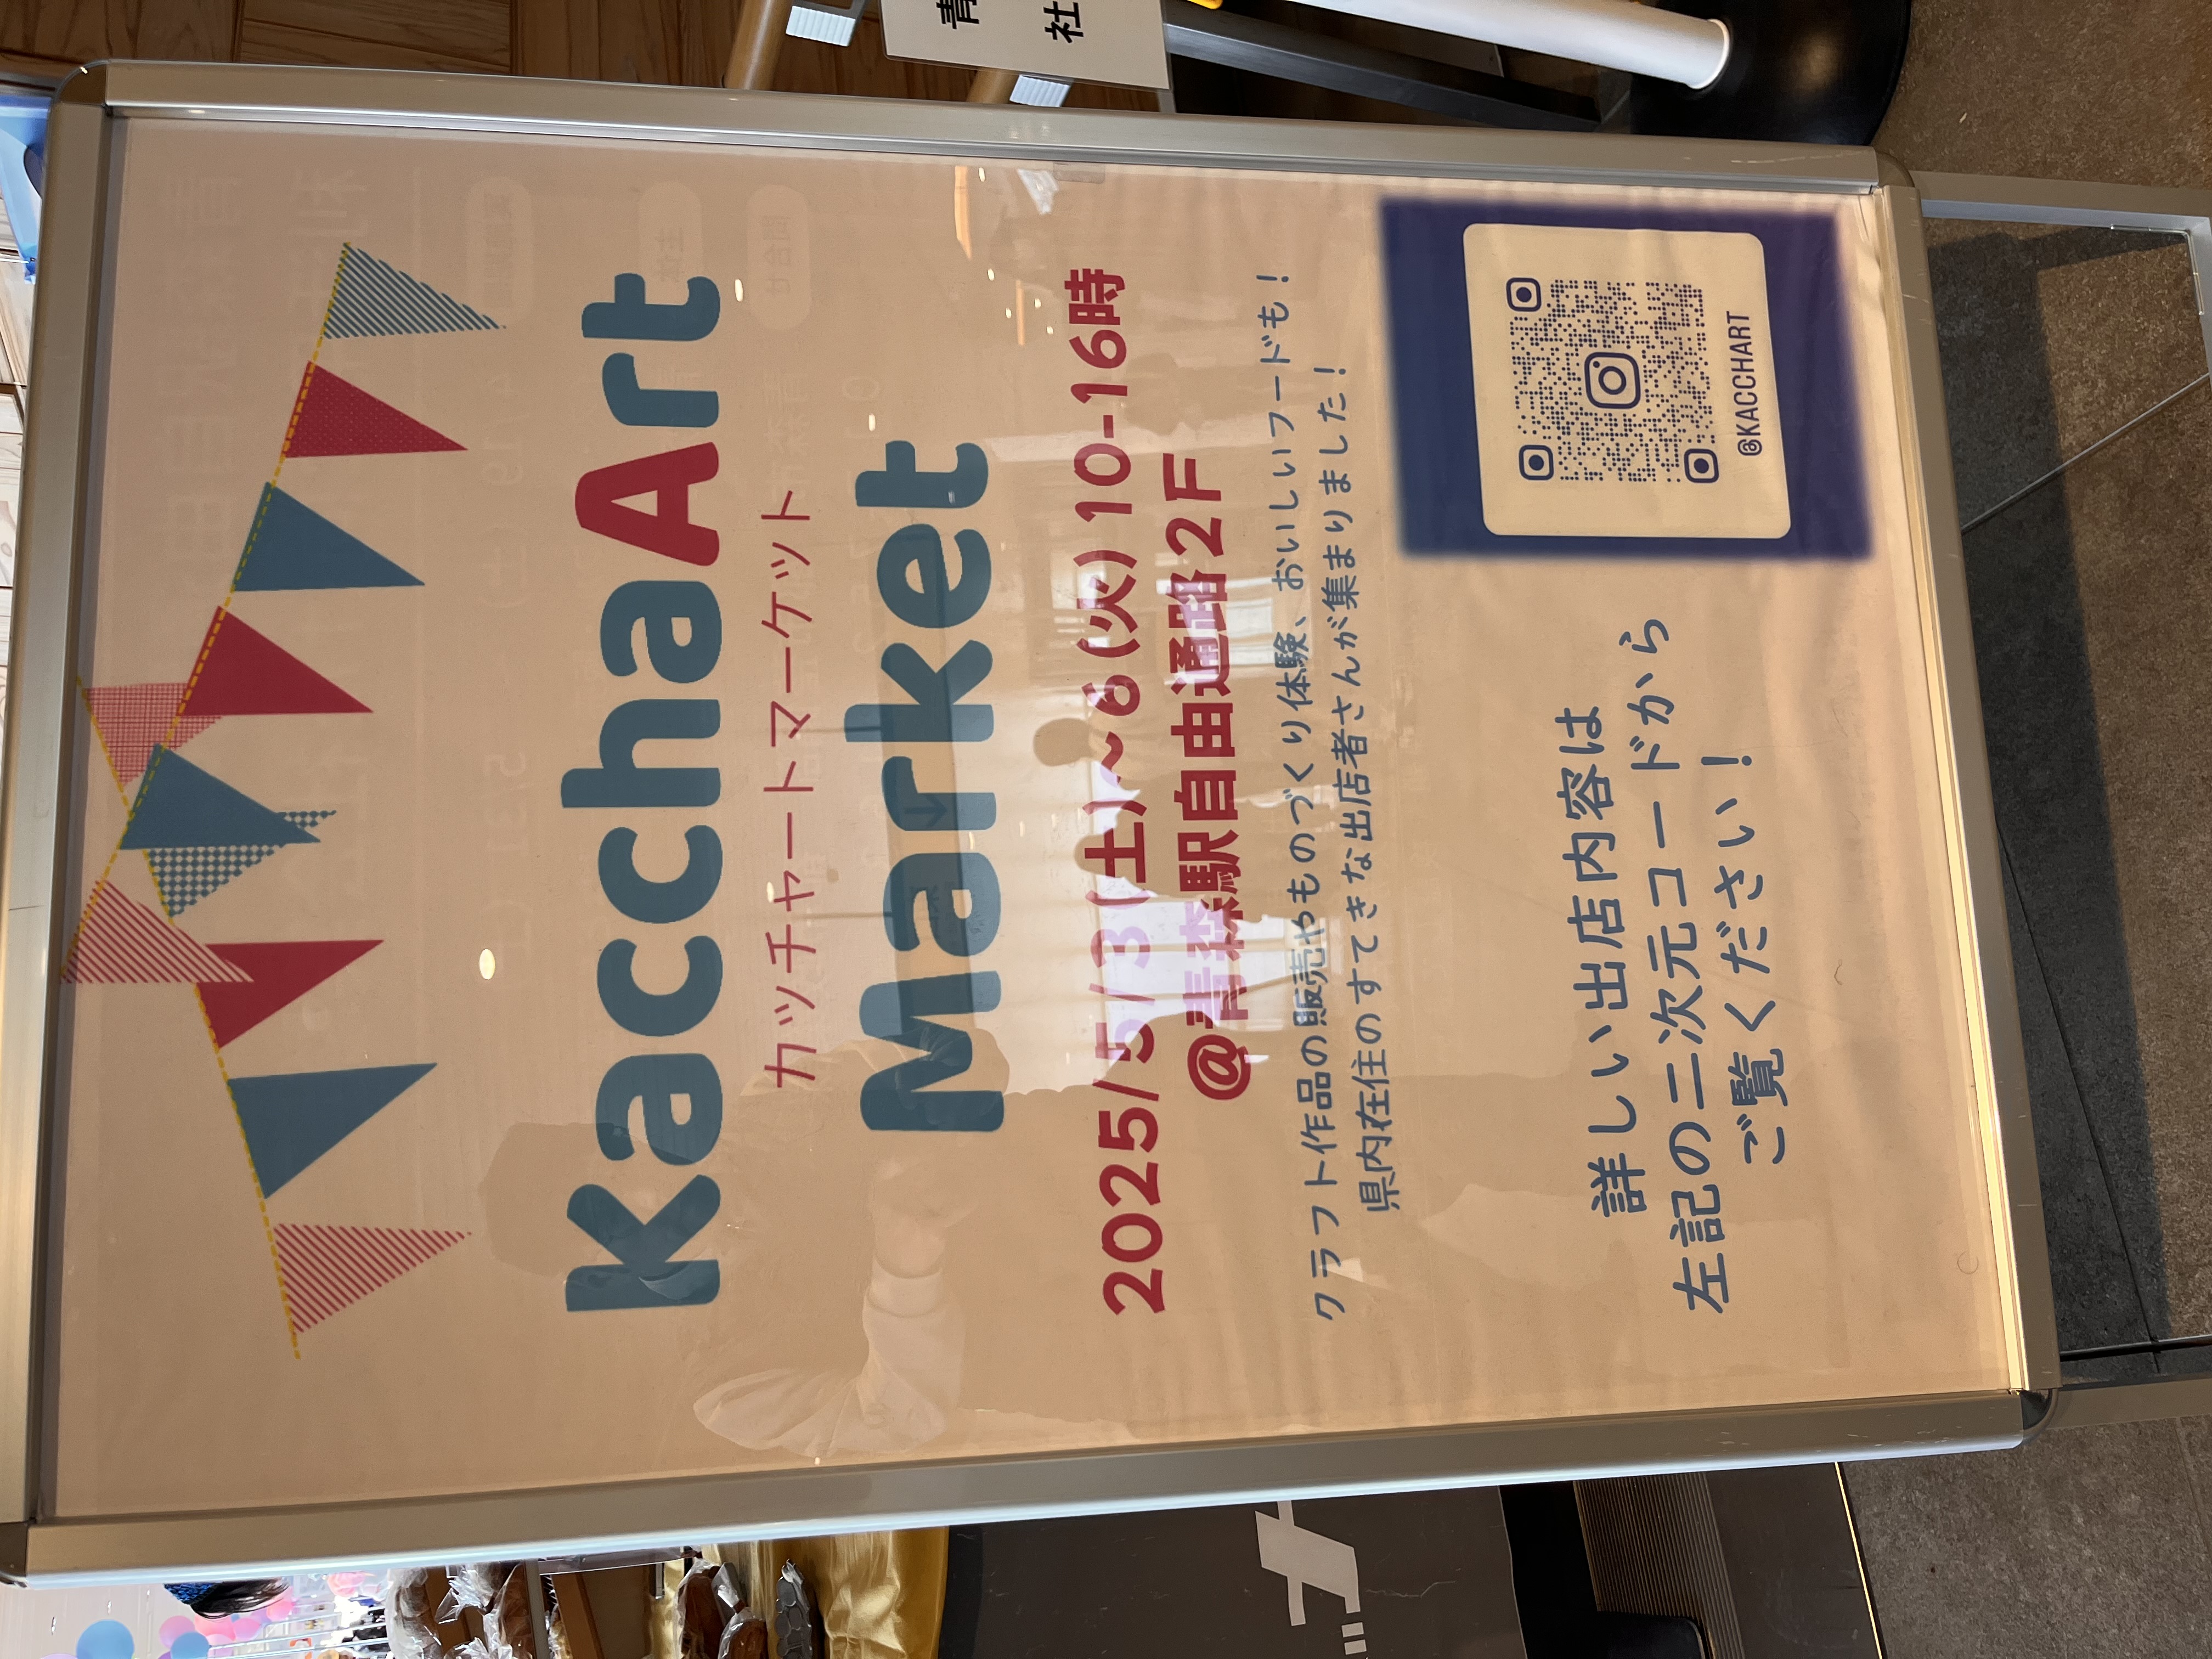 KacchaArt
カッチャートマーケット
Market
2025/5/3(土)~6(火)10-16時
@青森駅自由通路2F
クラフト作品の販売やものづくり体験、おいしいフードも!
県内在住のすてきな出店者さんが集まりました!
詳しい出店内容は
左記の二次元コードから
ご覧ください!
@KACCHART
青
社